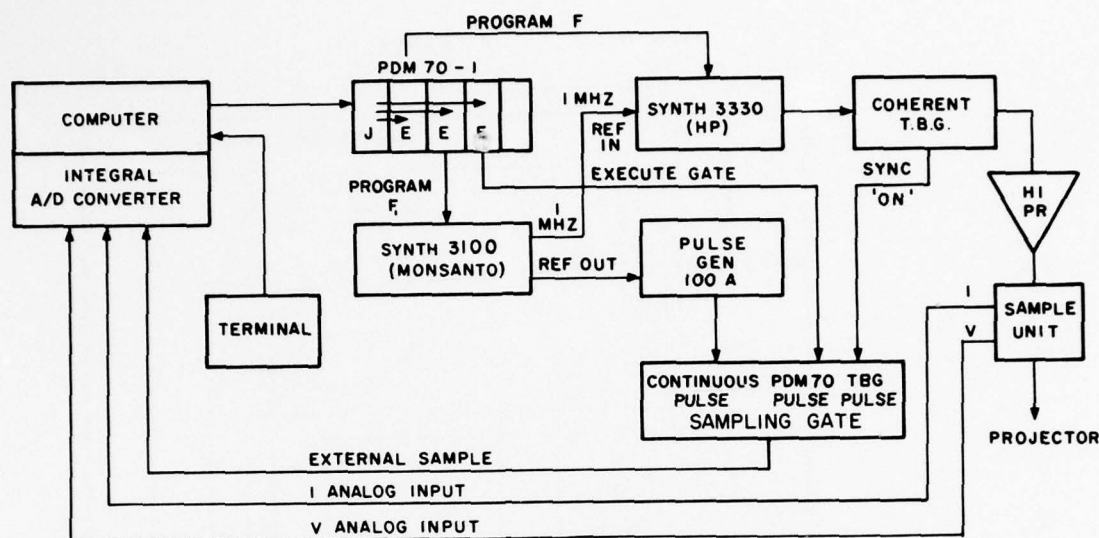 PROGRAM F
PDM 70-1
J E E E
COMPUTER
INTEGRAL
A/D CONVERTER
1 MHZ
REF
IN
SYNTH 3330
(HP)
COHERENT
T.B.G.
SYNC
'ON'
HI
PR
PROGRAM
F₁
1
MHZ
EXECUTE GATE
SYNTH 3100
(MONSANTO)
REF OUT
PULSE
GEN
100 A
TERMINAL
I
V
SAMPLE
UNIT
CONTINUOUS PDM70 TBG
PULSE PULSE PULSE
SAMPLING GATE
PROJECTOR
EXTERNAL SAMPLE
I ANALOG INPUT
V ANALOG INPUT